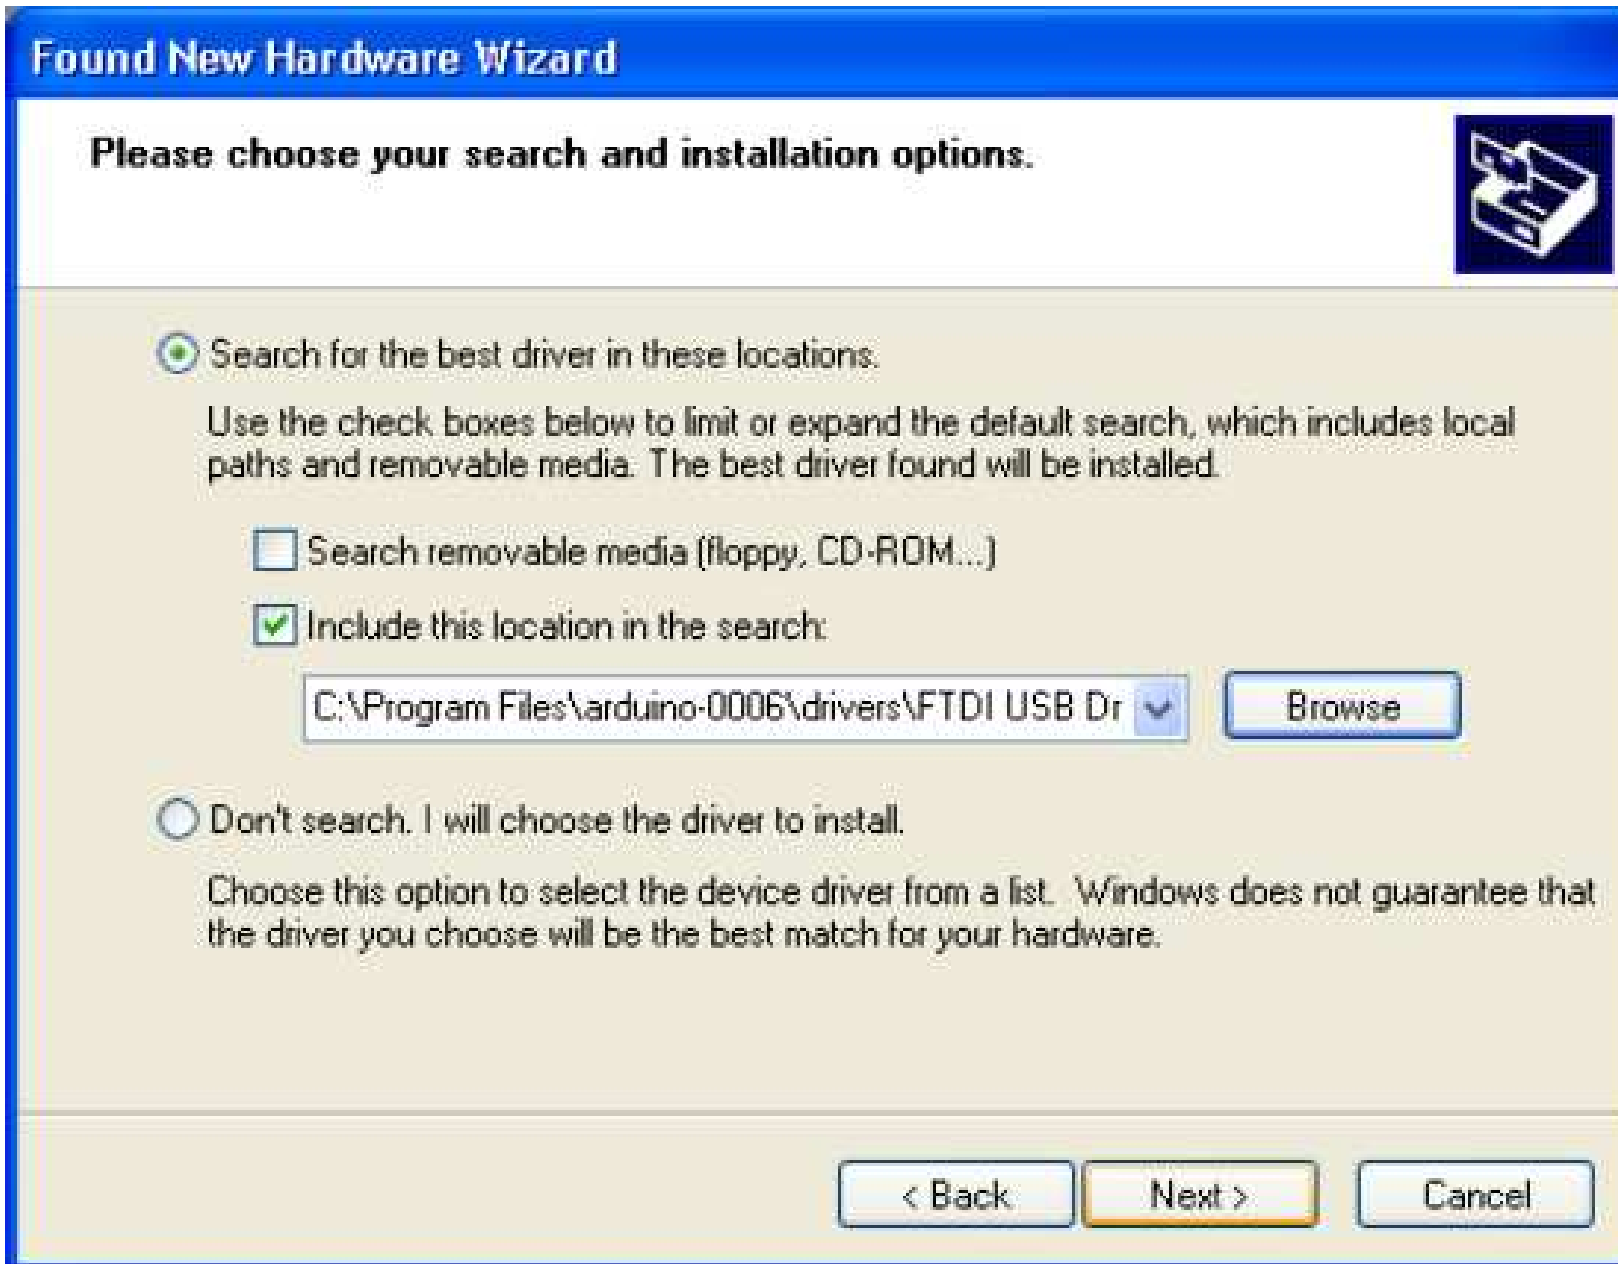 Found New Hardware Wizard
Please choose your search and installation options.
Search for the best driver in these locations.
Use the check boxes below to limit or expand the default search, which includes local
paths and removable media. The best driver found will be installed.
Search removable media (floppy, CD-ROM...)
Include this location in the search:
C:\Program Files\arduino-0006\drivers\FTDI USB Dr
Browse
Don't search. I will choose the driver to install.
Choose this option to select the device driver from a list. Windows does not guarantee that
the driver you choose will be the best match for your hardware.
< Back Next > Cancel